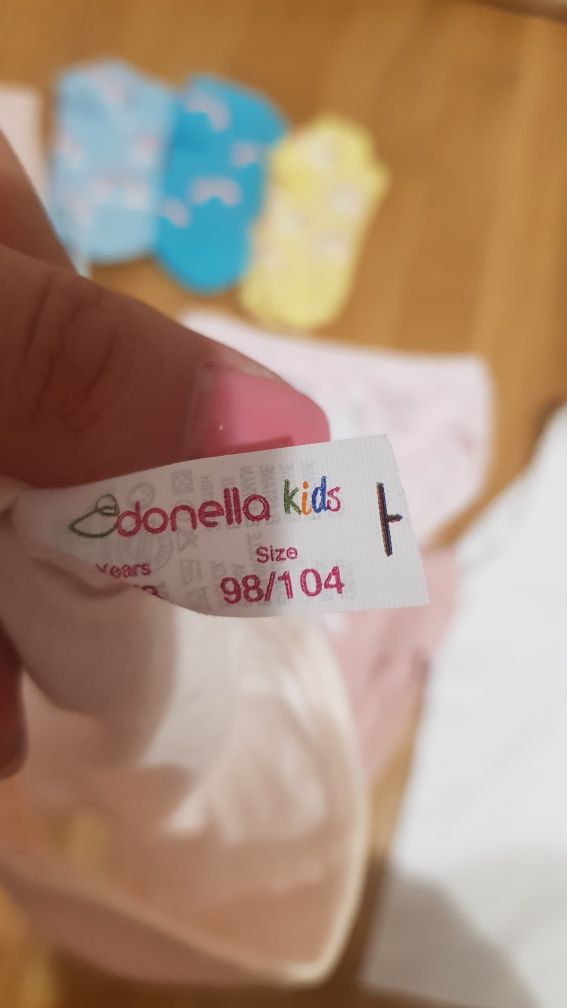 donella kids
Years
Size
98/104